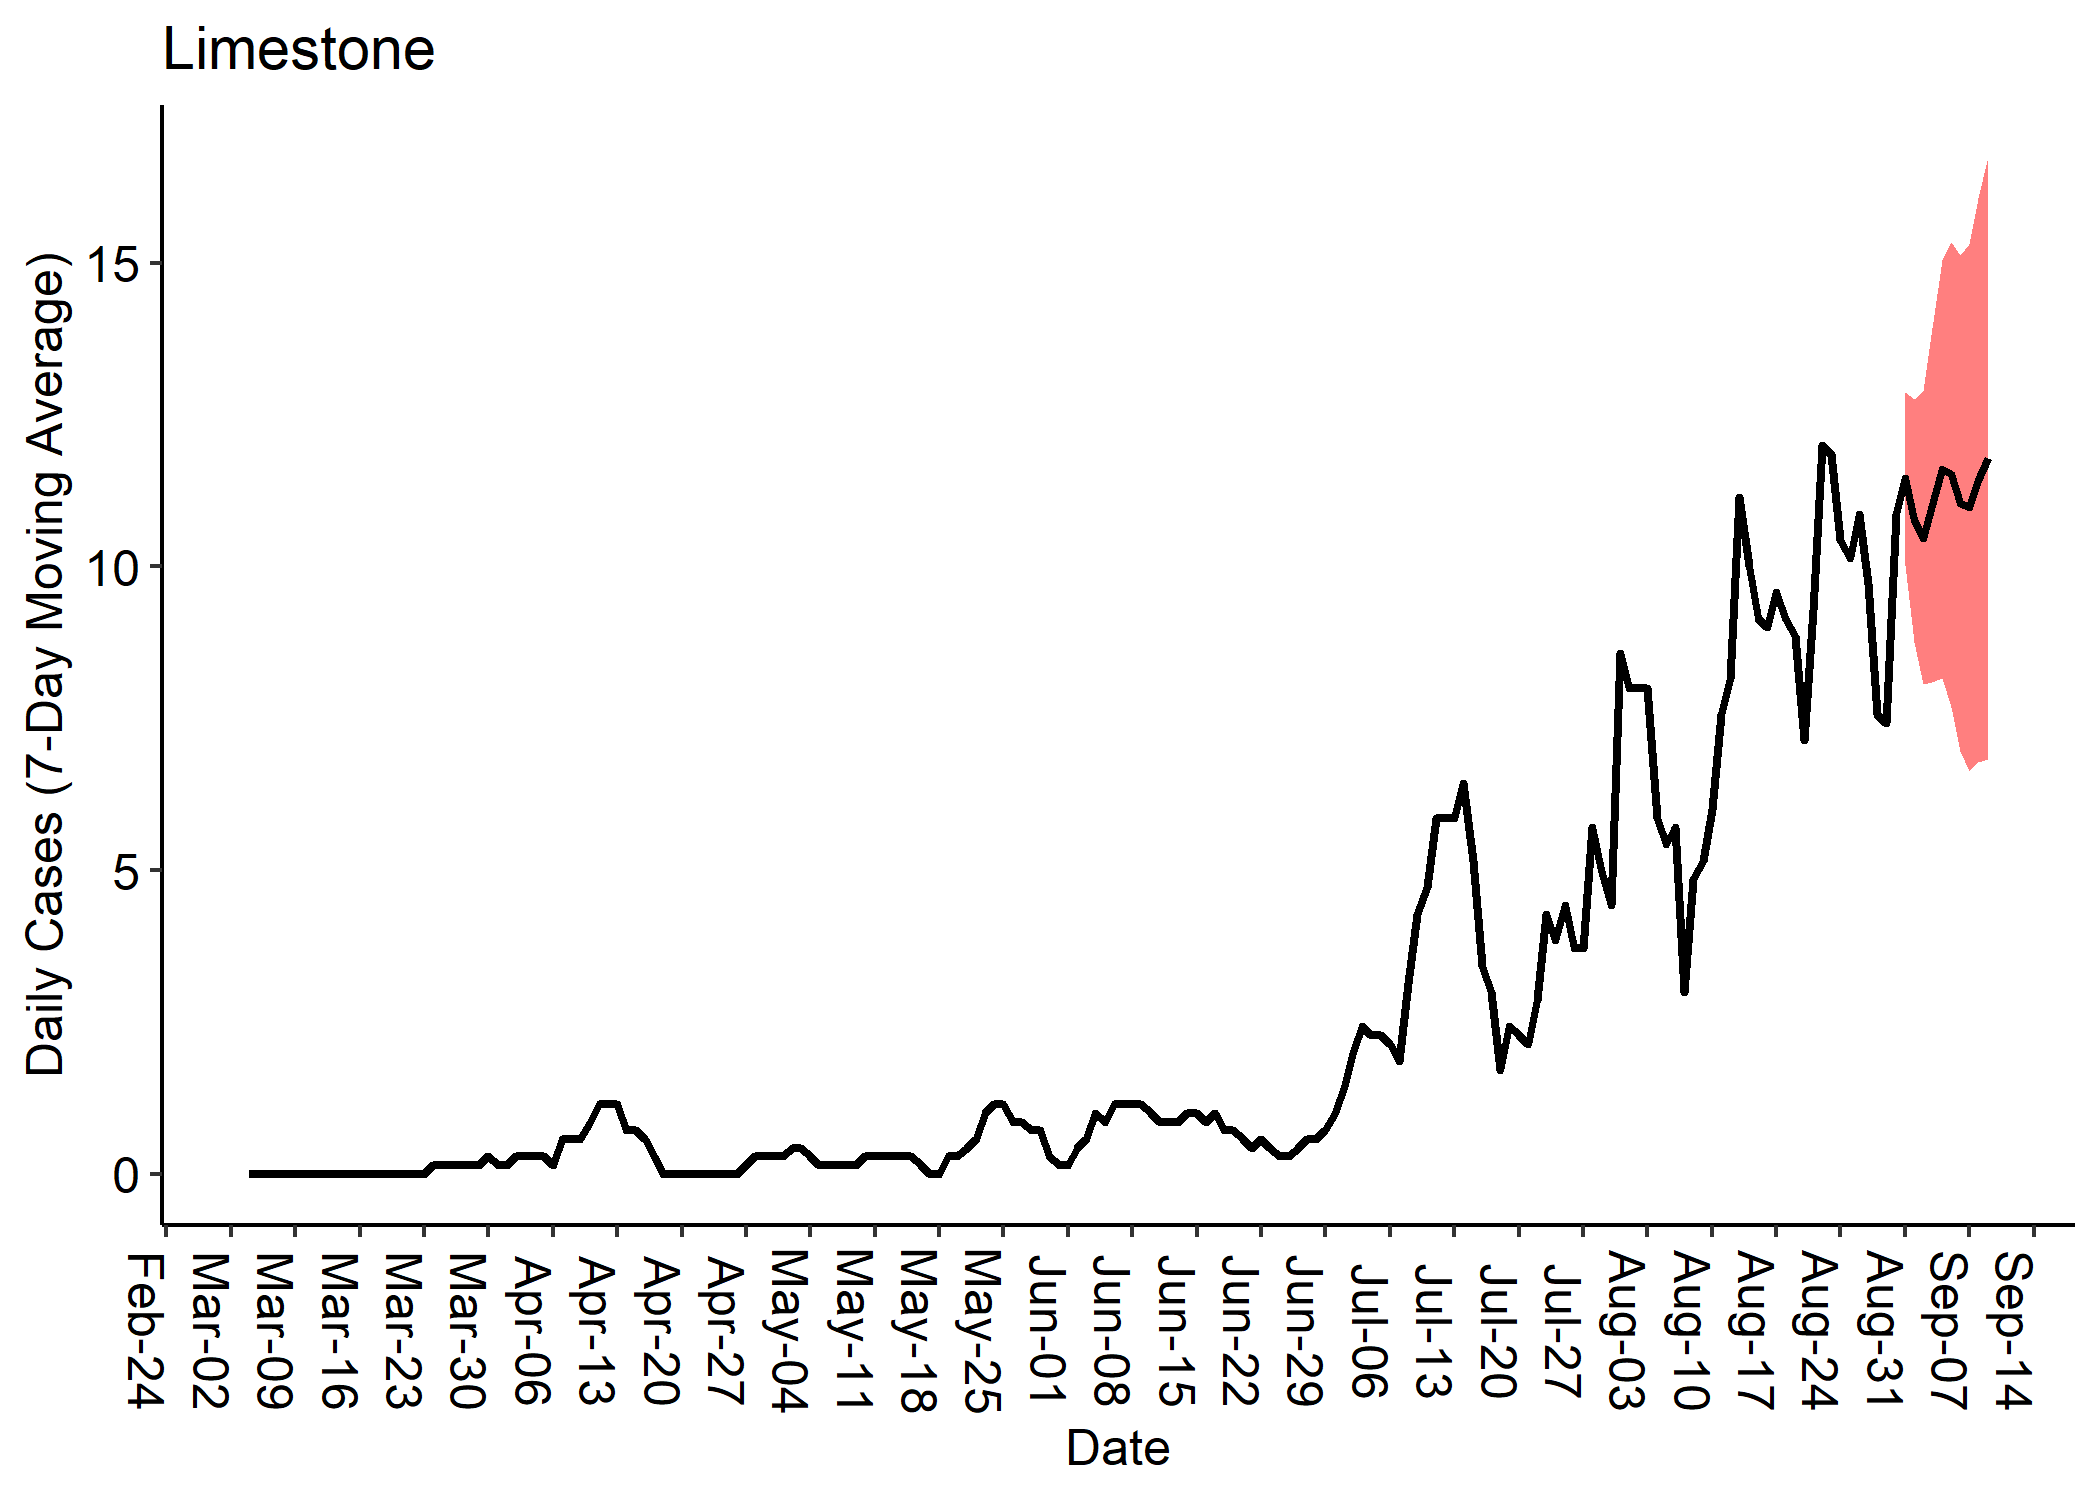 Limestone
Daily Cases (7-Day Moving Average)
15
10
5
0
Feb-24
Mar-02
Mar-09
Mar-16
Mar-23
Mar-30
Apr-06
Apr-13
Apr-20
Apr-27
May-04
May-11
May-18
May-25
Jun-01
Jun-08
Jun-15
Jun-22
Jun-29
Jul-06
Jul-13
Jul-20
Jul-27
Aug-03
Aug-10
Aug-17
Aug-24
Aug-31
Sep-07
Sep-14
Date